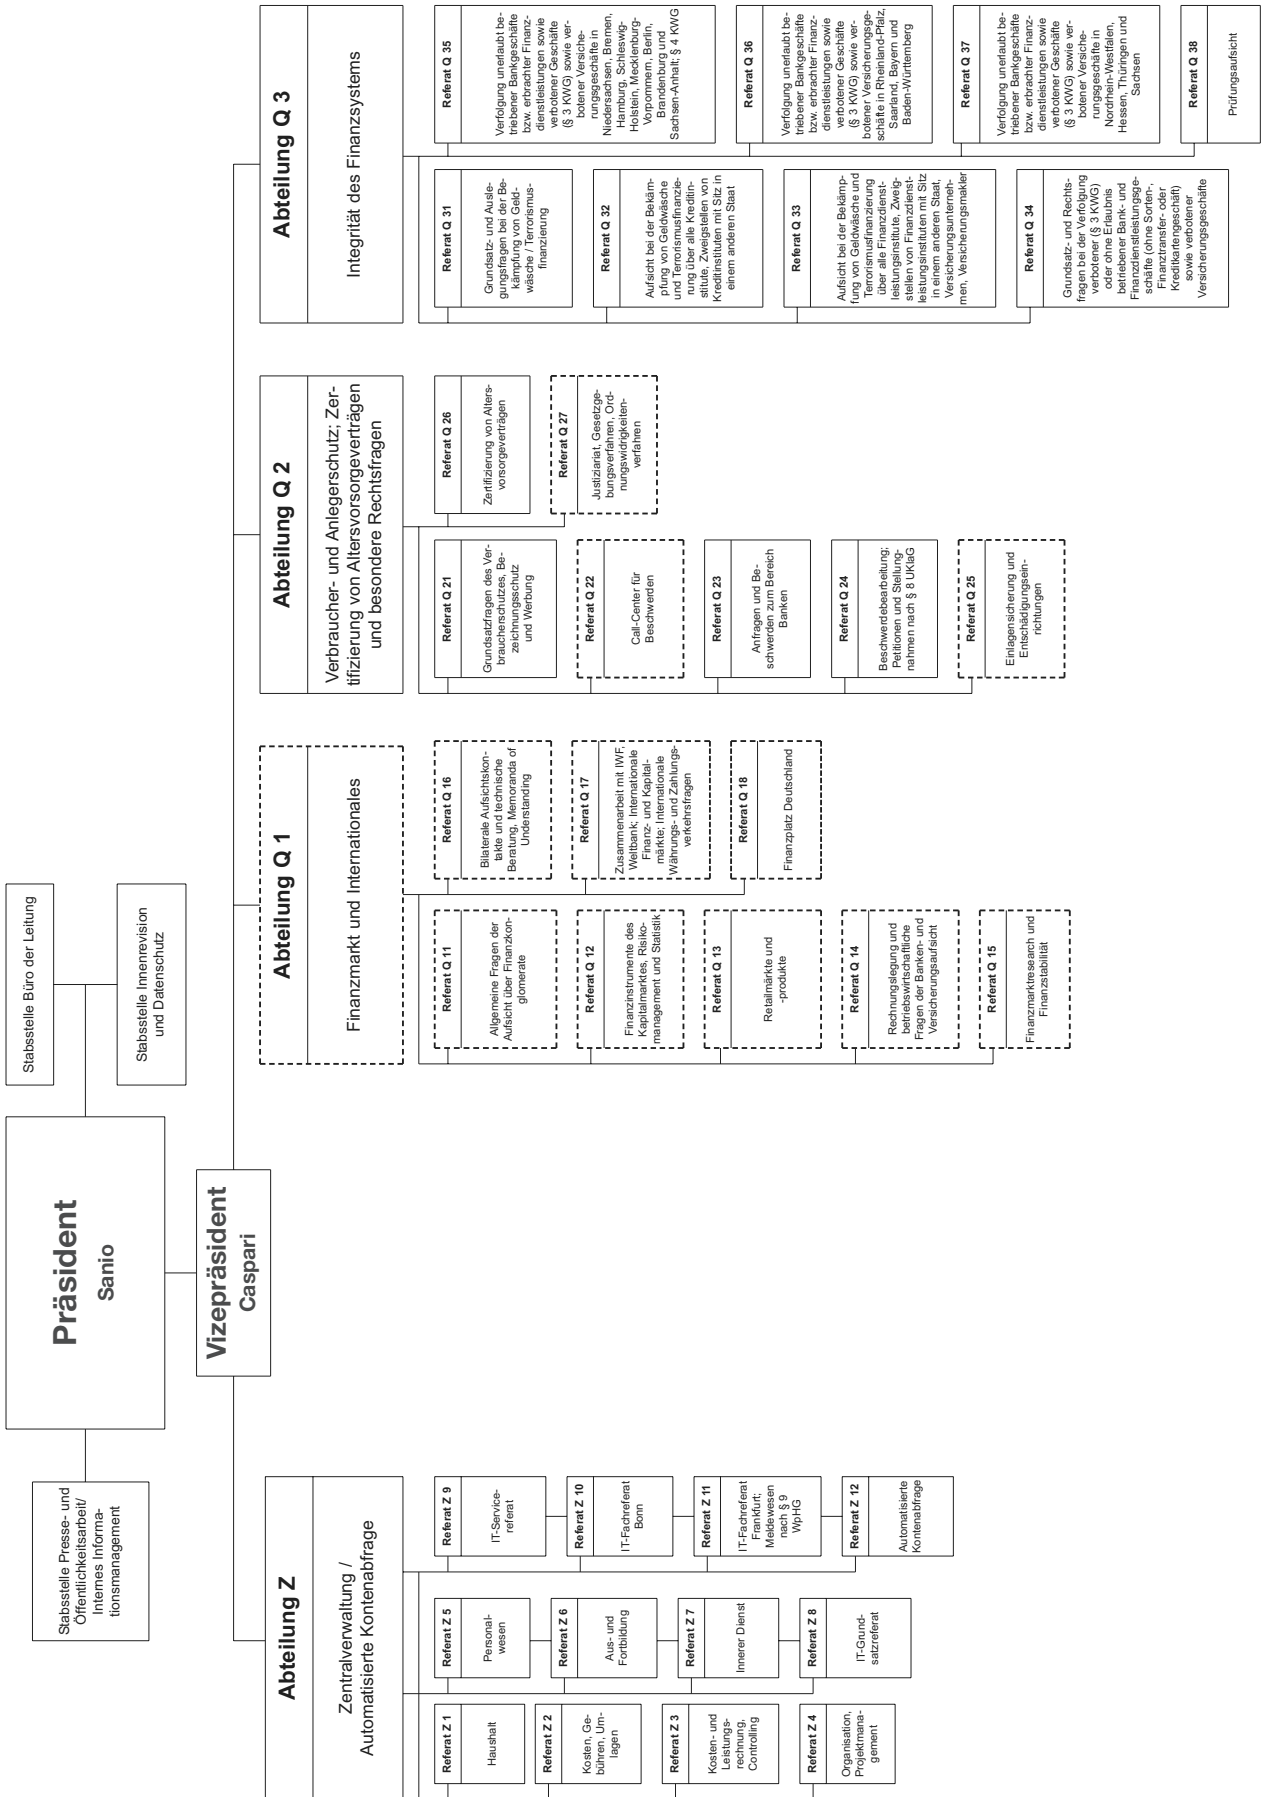 Präsident
Sanio
Stabsstelle Presse- und
Öffentlichkeitsarbeit/
Internes Informa-
tionsmanagement
Stabsstelle Büro der Leitung
Stabsstelle Innenrevision
und Datenschutz
Vizepräsident
Caspari
Abteilung Z
Zentralverwaltung /
Automatisierte Kontenabfrage
Referat Z 1
Haushalt
Referat Z 2
Kosten, Ge-
bühren, Um-
lagen
Referat Z 3
Kosten- und
Leistungs-
rechnung,
Controlling
Referat Z 4
Organisation,
Projektmana-
gement
Referat Z 5
Personal-
wesen
Referat Z 6
Aus- und
Fortbildung
Referat Z 7
Innerer Dienst
Referat Z 8
IT-Grund-
satzreferat
Referat Z 9
IT-Service-
referat
Referat Z 10
IT-Fachreferat
Bonn
Referat Z 11
IT-Fachreferat
Frankfurt;
Meldewesen
nach § 9
WpHG
Referat Z 12
Automatisierte
Kontenabfrage
Abteilung Q 1
Finanzmarkt und Internationales
Referat Q 11
Allgemeine Fragen der
Aufsicht über Finanzkon-
glomerate
Referat Q 12
Finanzinstrumente des
Kapitalmarktes, Risiko-
management und Statistik
Referat Q 13
Retailmärkte und
-produkte
Referat Q 14
Rechnungslegung und
betriebswirtschaftliche
Fragen der Banken- und
Versicherungsaufsicht
Referat Q 15
Finanzmarktresearch und
Finanzstabilität
Referat Q 16
Bilaterale Aufsichtskon-
takte und technische
Beratung, Memoranda of
Understanding
Referat Q 17
Zusammenarbeit mit IWF,
Weltbank; Internationale
Finanz- und Kapital-
märkte; Internationale
Währungs- und Zahlungs-
verkehrsfragen
Referat Q 18
Finanzplatz Deutschland
Abteilung Q 2
Verbraucher- und Anlegerschutz; Zer-
tifizierung von Altersvorsorgeverträgen
und besondere Rechtsfragen
Referat Q 21
Grundsatzfragen des Ver-
braucherschutzes, Be-
zeichnungsschutz
und Werbung
Referat Q 22
Call-Center für
Beschwerden
Referat Q 23
Anfragen und Be-
schwerden zum Bereich
Banken
Referat Q 24
Beschwerdebearbeitung;
Petitionen und Stellung-
nahmen nach § 8 UKlaG
Referat Q 25
Einlagensicherung und
Entschädigungsein-
richtungen
Referat Q 26
Zertifizierung von Alters-
vorsorgeverträgen
Referat Q 27
Justiziariat, Gesetzge-
bungsverfahren, Ord-
nungswidrigkeiten-
verfahren
Abteilung Q 3
Integrität des Finanzsystems
Referat Q 31
Grundsatz- und Ausle-
gungsfragen bei der Be-
kämpfung von Geld-
wäsche / Terrorismus-
finanzierung
Referat Q 32
Aufsicht bei der Bekäm-
pfung von Geldwäsche
und Terrorismusfinanzie-
rung über alle Kreditin-
stitute, Zweigstellen von
Kreditinstituten mit Sitz in
einem anderen Staat
Referat Q 33
Aufsicht bei der Bekämp-
fung von Geldwäsche und
Terrorismusfinanzierung
über alle Finanzdienst-
leistungsinstitute, Zweig-
stellen von Finanzdienst-
leistungsinstituten mit Sitz
in einem anderen Staat,
Versicherungsunterneh-
men, Versicherungsmakler
Referat Q 34
Grundsatz- und Rechts-
fragen bei der Verfolgung
verbotener (§ 3 KWG)
oder ohne Erlaubnis
betriebener Bank- und
Finanzdienstleistungsge-
schäfte (ohne Sorten-,
Finanztransfer- oder
Kreditkartengeschäft)
sowie verbotener
Versicherungsgeschäfte
Referat Q 35
Verfolgung unerlaubt be-
triebener Bankgeschäfte
bzw. erbrachter Finanz-
dienstleistungen sowie
verbotener Geschäfte
(§ 3 KWG) sowie ver-
botener Versiche-
rungsgeschäfte in
Niedersachsen, Bremen,
Hamburg, Schleswig-
Holstein, Mecklenburg-
Vorpommern, Berlin,
Brandenburg und
Sachsen-Anhalt; § 4 KWG
Referat Q 36
Verfolgung unerlaubt be-
triebener Bankgeschäfte
bzw. erbrachter Finanz-
dienstleistungen sowie
verbotener Geschäfte
(§ 3 KWG) sowie ver-
botener Versicherungsge-
schäfte in Rheinland-Pfalz,
Saarland, Bayern und
Baden-Württemberg
Referat Q 37
Verfolgung unerlaubt be-
triebener Bankgeschäfte
bzw. erbrachter Finanz-
dienstleistungen sowie
verbotener Geschäfte
(§ 3 KWG) sowie ver-
botener Versiche-
rungsgeschäfte in
Nordrhein-Westfalen,
Hessen, Thüringen und
Sachsen
Referat Q 38
Prüfungsaufsicht